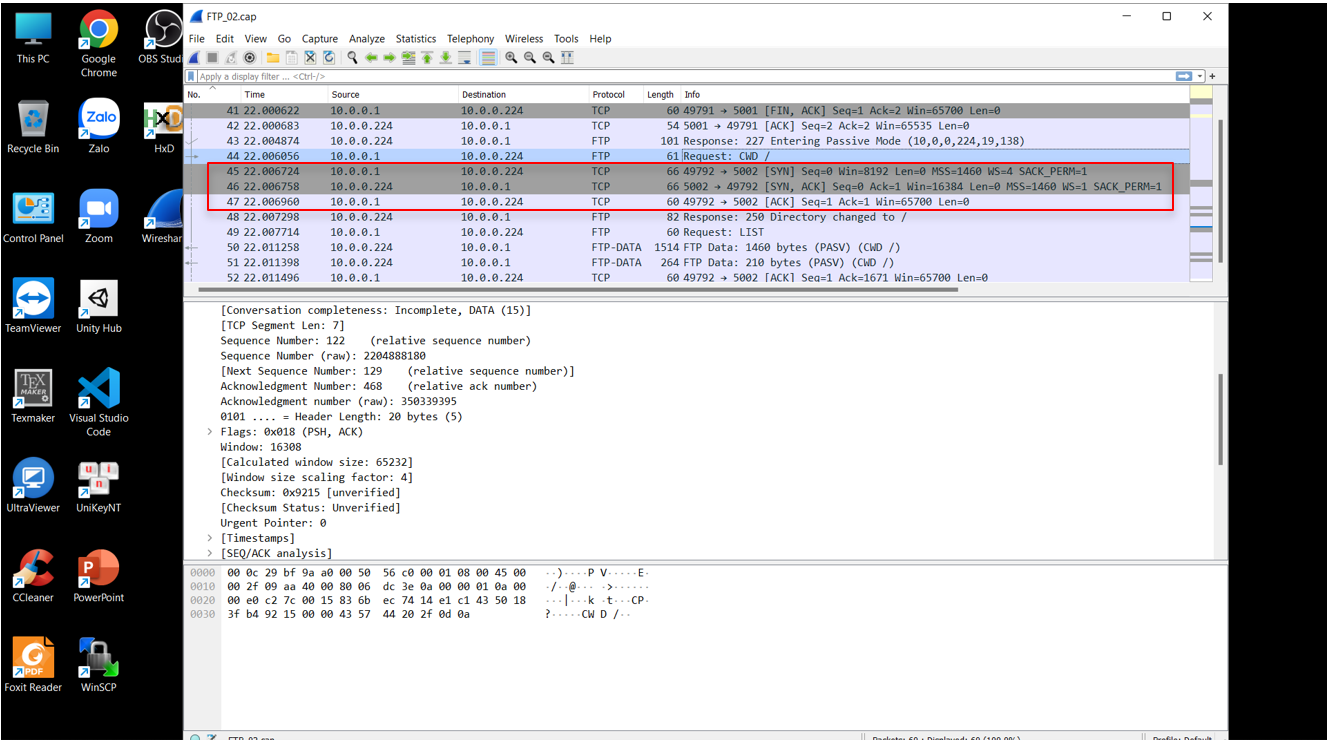 This PC
Google
Chrome
OBS Stud
Recycle Bin
Zalo
Zalo
HxD
HxD
Control Panel
Zoom
Wireshar
TeamViewer
Unity Hub
TEX
MAKER
Texmaker
Visual Studio
Code
u i
n
UltraViewer
UniKeyNT
P
CCleaner
PowerPoint
PDF
Foxit Reader
WinSCP
FTP_02.cap
File Edit View Go Capture Analyze Statistics Telephony Wireless Tools Help
Apply a display filter ... <Ctrl-/>
No. Time Source Destination Protocol Length Info
41 22.000622 10.0.0.1 10.0.0.224 TCP 60 49791 → 5001 [FIN, ACK] Seq=1 Ack=2 Win=65700 Len=0
42 22.000683 10.0.0.224 10.0.0.1 TCP 54 5001 → 49791 [ACK] Seq=2 Ack=2 Win=65535 Len=0
43 22.004874 10.0.0.224 10.0.0.1 FTP 101 Response: 227 Entering Passive Mode (10,0,0,224,19,138)
44 22.006056 10.0.0.1 10.0.0.224 FTP 61 Request: CWD /
45 22.006724 10.0.0.1 10.0.0.224 TCP 66 49792 → 5002 [SYN] Seq=0 Win=8192 Len=0 MSS=1460 WS=4 SACK_PERM=1
46 22.006758 10.0.0.224 10.0.0.1 TCP 66 5002 → 49792 [SYN, ACK] Seq=0 Ack=1 Win=16384 Len=0 MSS=1460 WS=1 SACK_PERM=1
47 22.006960 10.0.0.1 10.0.0.224 TCP 60 49792 → 5002 [ACK] Seq=1 Ack=1 Win=65700 Len=0
48 22.007298 10.0.0.224 10.0.0.1 FTP 82 Response: 250 Directory changed to /
49 22.007714 10.0.0.1 10.0.0.224 FTP 60 Request: LIST
50 22.011258 10.0.0.224 10.0.0.1 FTP-DATA 1514 FTP Data: 1460 bytes (PASV) (CWD /)
51 22.011398 10.0.0.224 10.0.0.1 FTP-DATA 264 FTP Data: 210 bytes (PASV) (CWD /)
52 22.011496 10.0.0.1 10.0.0.224 TCP 60 49792 → 5002 [ACK] Seq=1 Ack=1671 Win=65700 Len=0
[Conversation completeness: Incomplete, DATA (15)]
[TCP Segment Len: 7]
Sequence Number: 122 (relative sequence number)
Sequence Number (raw): 2204888180
[Next Sequence Number: 129 (relative sequence number)]
Acknowledgment Number: 468 (relative ack number)
Acknowledgment number (raw): 350339395
0101 .... = Header Length: 20 bytes (5)
Flags: 0x018 (PSH, ACK)
Window: 16308
[Calculated window size: 65232]
[Window size scaling factor: 4]
Checksum: 0x9215 [unverified]
[Checksum Status: Unverified]
Urgent Pointer: 0
[Timestamps]
[SEQ/ACK analysis]
0000 00 0c 29 bf 9a a0 00 50 56 c0 00 01 08 00 45 00 ··)····P V·····E·
0010 00 2f 09 aa 40 00 80 06 dc 3e 0a 00 00 01 0a 00 ·/··@··· ·>······
0020 00 e0 c2 7c 00 15 83 6b ec 74 14 e1 c1 43 50 18 ···|···k ·t···CP·
0030 3f b4 92 15 00 00 43 57 44 20 2f 0d 0a ?·····CW D /··
FTP_02.cap Packets: 60 · Displayed: 60 (100.0%) Profile: Default